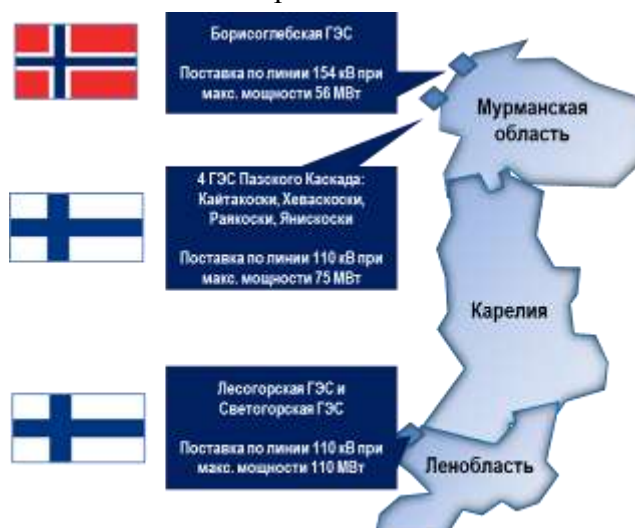 Борисоглебская ГЭС
Поставка по линии 154 кВ при
макс. мощности 56 МВт
Мурманская
область
4 ГЭС Пазского Каскада:
Кайтакоски, Хеваскоски,
Раякоски, Янискоски
Поставка по линии 110 кВ при
макс. мощности 75 МВт
Карелия
Лесогорская ГЭС и
Светогорская ГЭС
Поставка по линии 110 кВ при
макс. мощности 110 МВт
Ленобласть